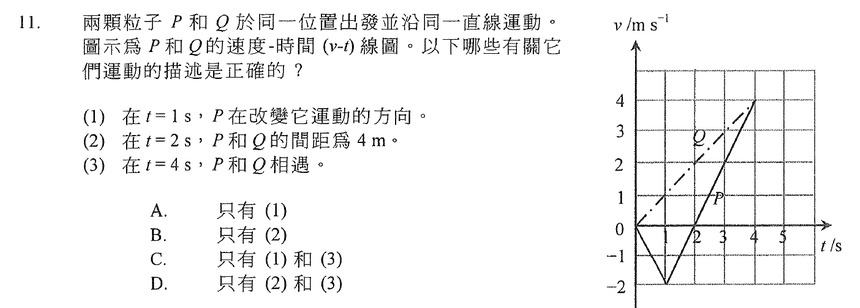 11. 兩顆粒子 P 和 Q 於同一位置出發並沿同一直線運動。
圖示為 P 和 Q 的速度-時間 (v-t) 線圖。以下哪些有關它
們運動的描述是正確的？
(1) 在 t = 1 s，P 在改變它運動的方向。
(2) 在 t = 2 s，P 和 Q 的間距為 4 m。
(3) 在 t = 4 s，P 和 Q 相遇。
A. 只有 (1)
B. 只有 (2)
C. 只有 (1) 和 (3)
D. 只有 (2) 和 (3)
v /m s⁻¹
4
3
Q
2
1
P
0 1 2 3 4 5
t /s
−1
−2